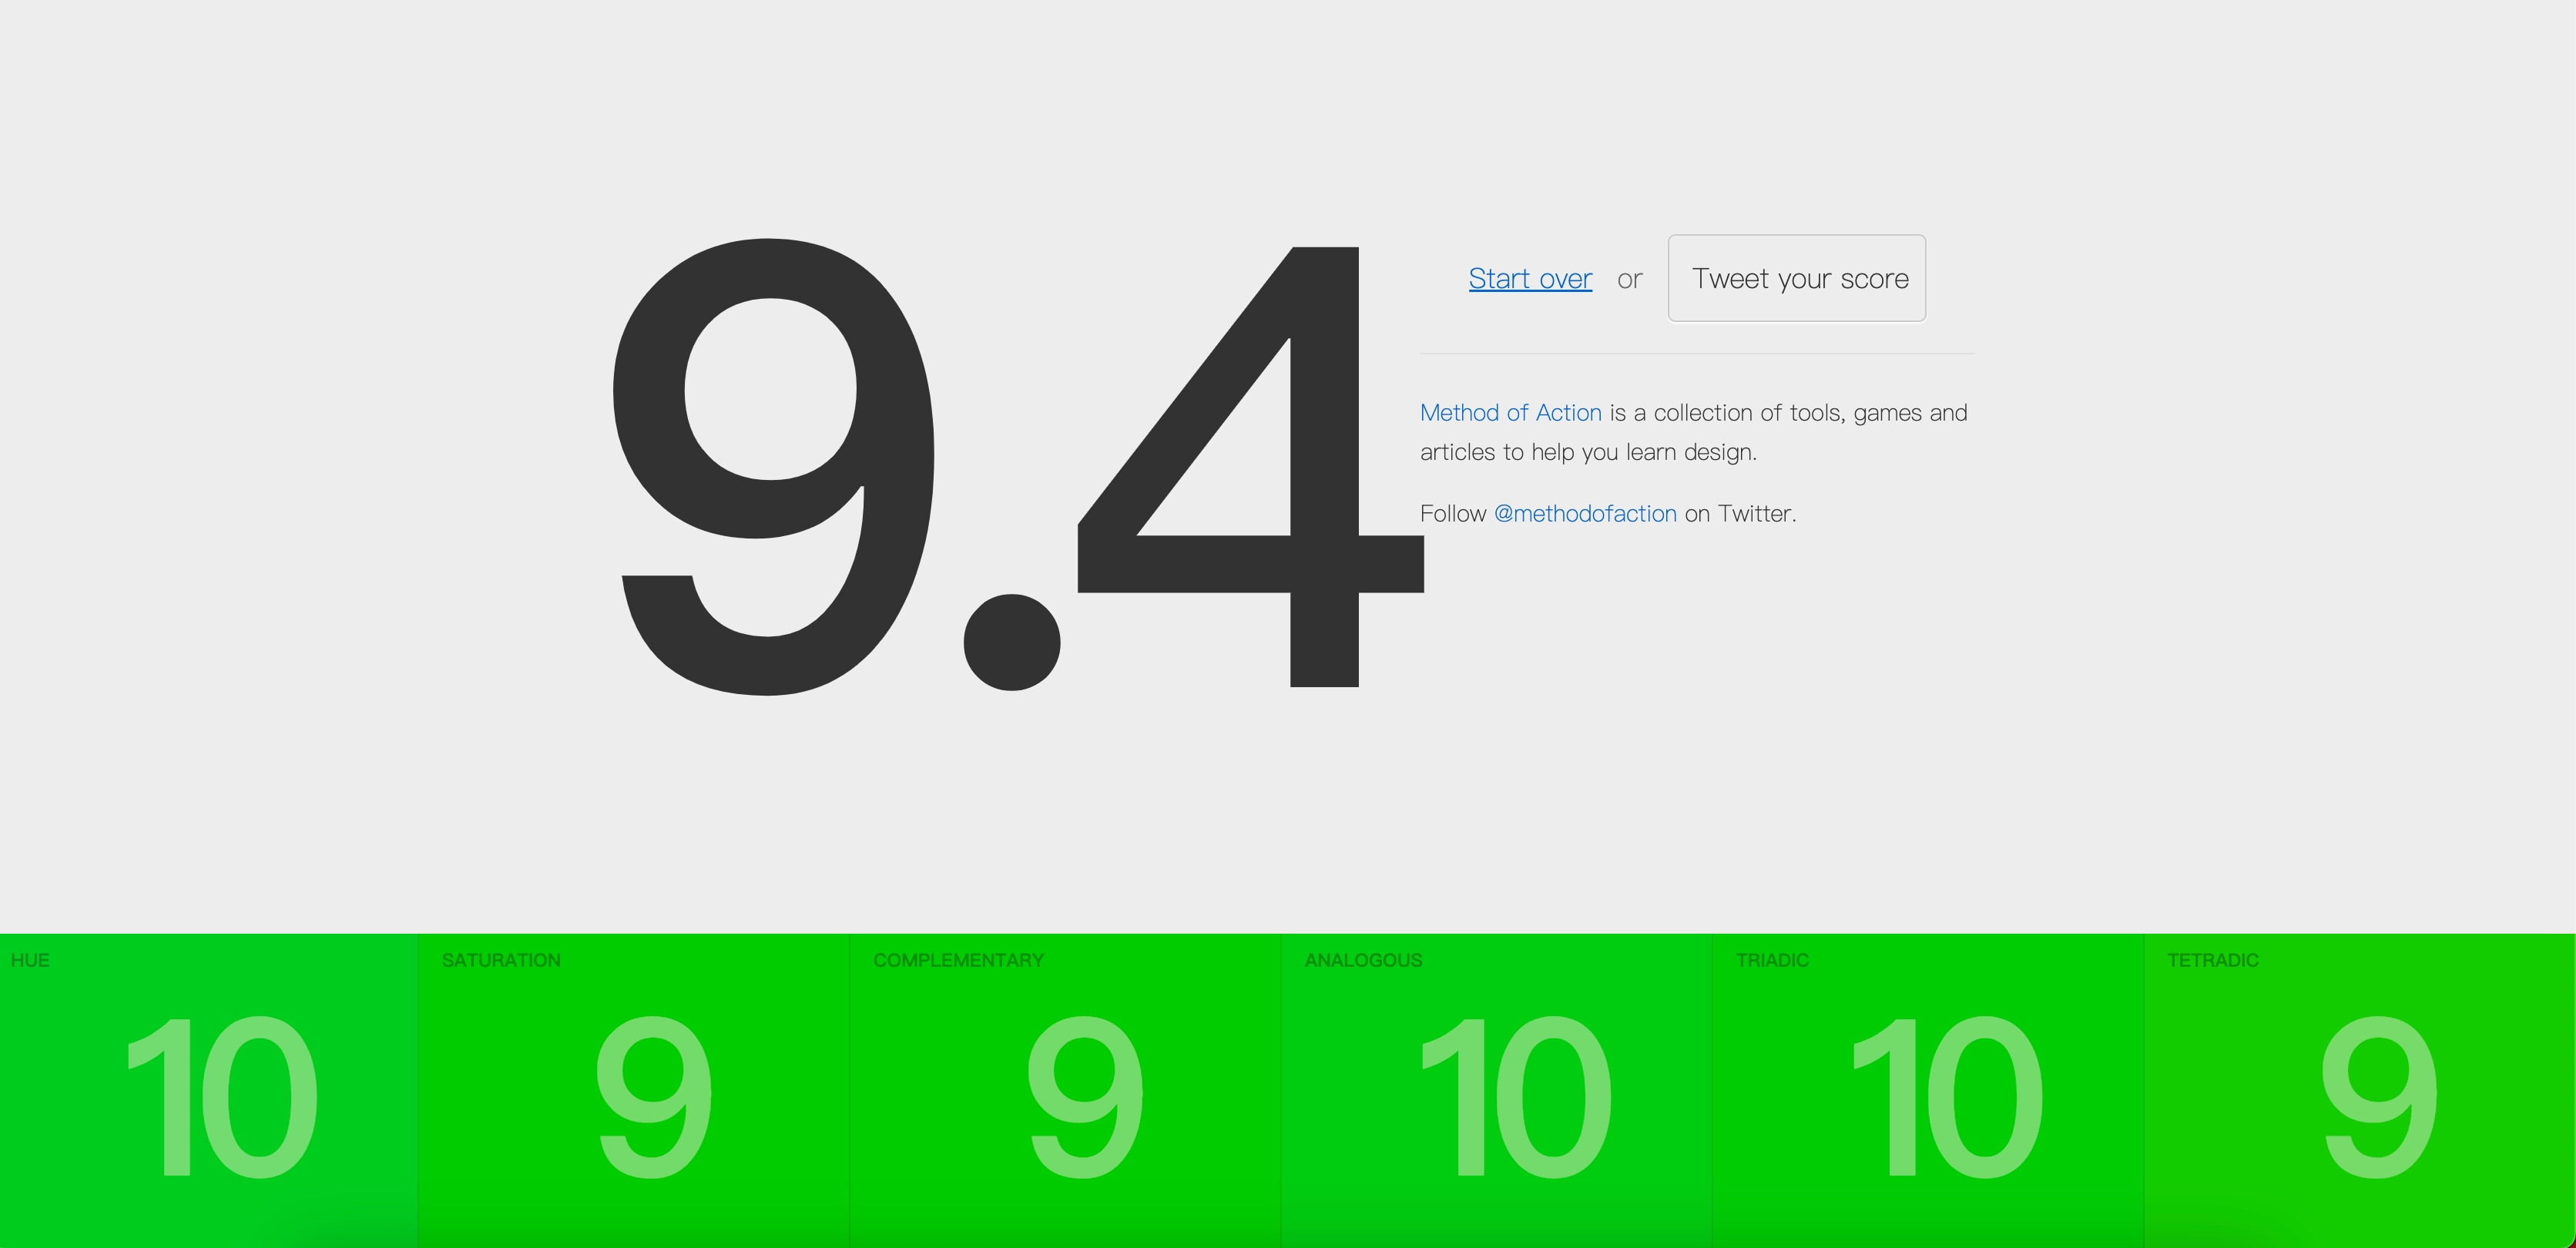 9.4
Start over or Tweet your score
Method of Action is a collection of tools, games and
articles to help you learn design.
Follow @methodofaction on Twitter.
HUE
10
SATURATION
9
COMPLEMENTARY
9
ANALOGOUS
10
TRIADIC
10
TETRADIC
9